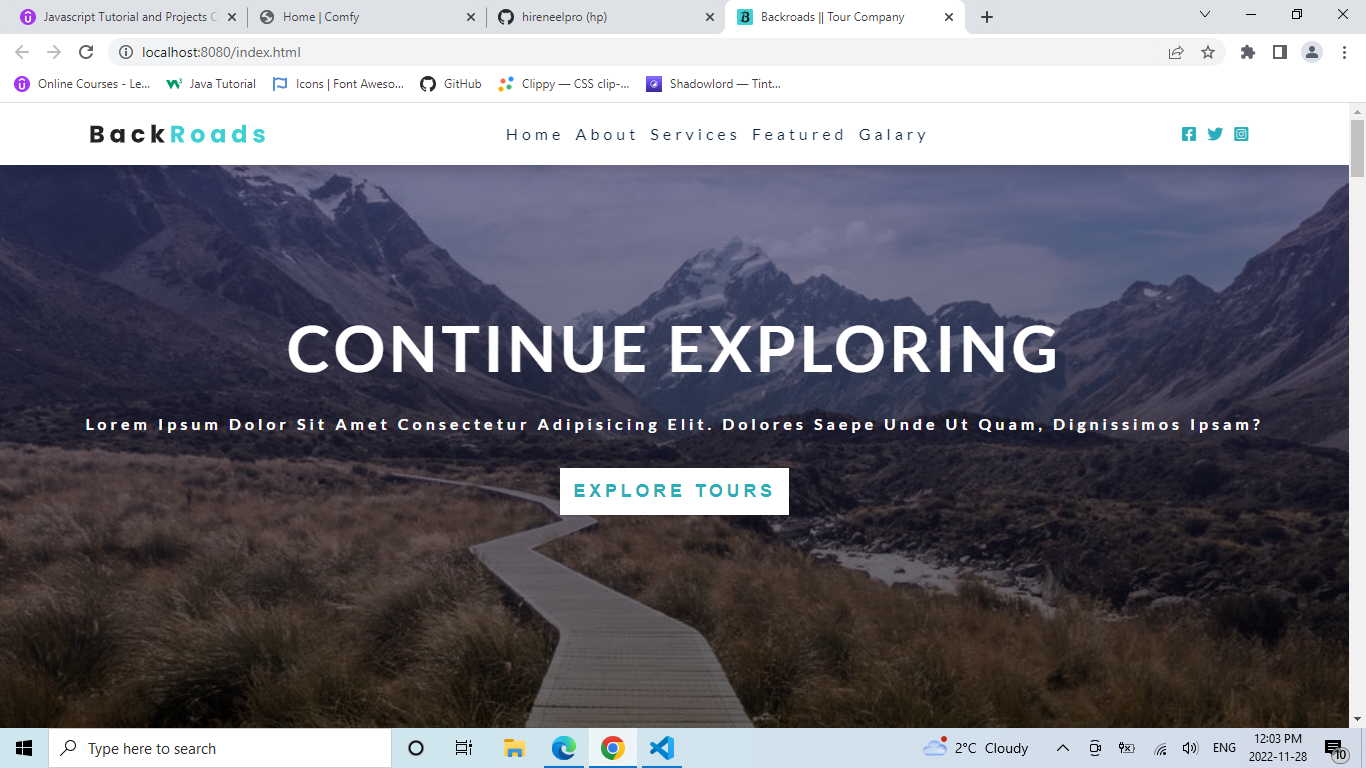 Javascript Tutorial and Projects C
Home | Comfy
hireneelpro (hp)
Backroads || Tour Company
localhost:8080/index.html
Online Courses - Le...
Java Tutorial
Icons | Font Aweso...
GitHub
Clippy — CSS clip-...
Shadowlord — Tint...
BackRoads
Home About Services Featured Galary
CONTINUE EXPLORING
Lorem Ipsum Dolor Sit Amet Consectetur Adipisicing Elit. Dolores Saepe Unde Ut Quam, Dignissimos Ipsam?
EXPLORE TOURS
Type here to search
2°C Cloudy
ENG
12:03 PM
2022-11-28
10